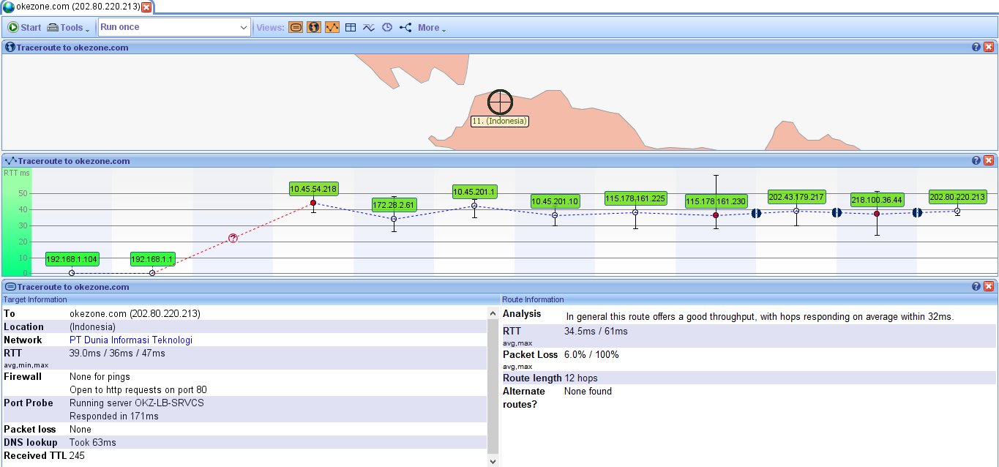 okezone.com (202.80.220.213)
Start Tools Run once Views: More
Traceroute to okezone.com
11. (Indonesia)
Traceroute to okezone.com
RTT ms
50
40
30
20
10
0
192.168.1.104
192.168.1.1
?
10.45.54.218
172.28.2.61
10.45.201.1
10.45.201.10
115.178.161.225
115.178.161.230
202.43.179.217
218.100.36.44
202.80.220.213
Traceroute to okezone.com
Target Information
To okezone.com (202.80.220.213)
Location (Indonesia)
Network PT Dunia Informasi Teknologi
RTT 39.0ms / 36ms / 47ms
avg,min,max
Firewall None for pings
Open to http requests on port 80
Port Probe Running server OKZ-LB-SRVCS
Responded in 171ms
Packet loss None
DNS lookup Took 63ms
Received TTL 245
Route Information
Analysis In general this route offers a good throughput, with hops responding on average within 32ms.
RTT 34.5ms / 61ms
avg,max
Packet Loss 6.0% / 100%
avg,max
Route length 12 hops
Alternate None found
routes?